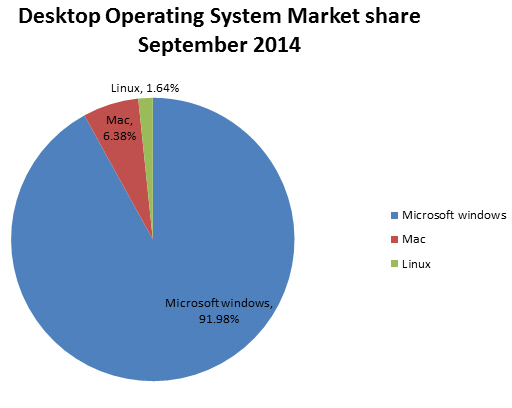 Desktop Operating System Market share
September 2014
Linux, 1.64%
Mac,
6.38%
Microsoft windows,
91.98%
Microsoft windows
Mac
Linux